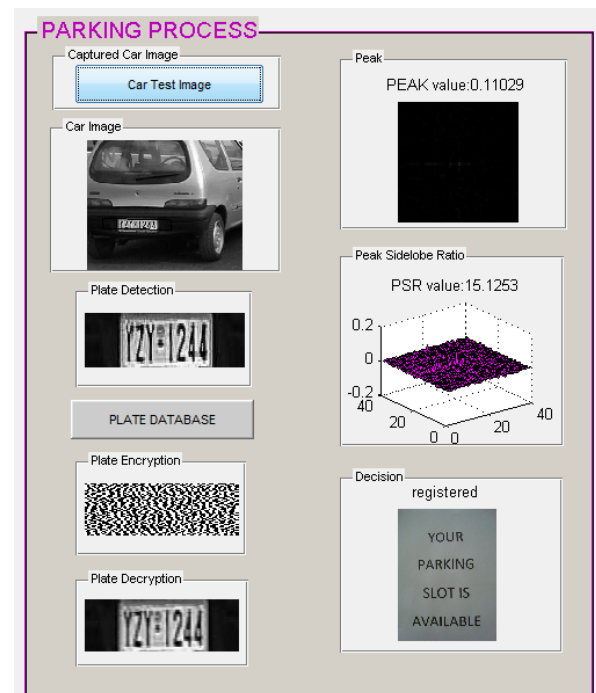 PARKING PROCESS
Captured Car Image
Car Test Image
Car Image
Plate Detection
YZY 1244
PLATE DATABASE
Plate Encryption
Plate Decryption
YZY 1244
Peak
PEAK value:0.11029
Peak Sidelobe Ratio
PSR value:15.1253
0.2
0
-0.2
40
20
0
0
20
40
Decision
registered
YOUR
PARKING
SLOT IS
AVAILABLE